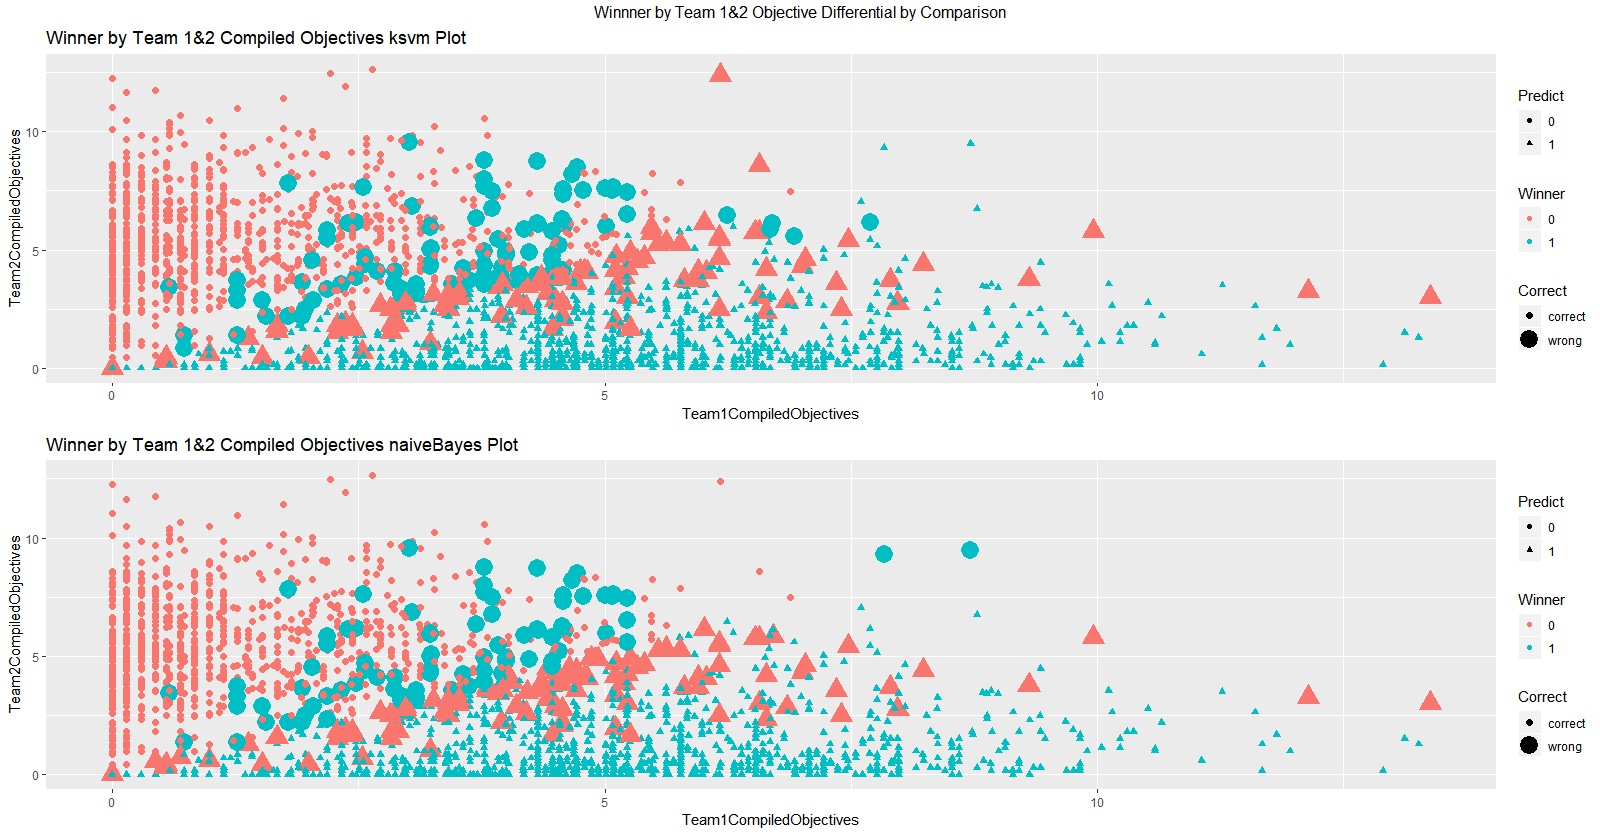 Winnner by Team 1&2 Objective Differential by Comparison
Winner by Team 1&2 Compiled Objectives ksvm Plot
Team2CompiledObjectives
10
5
0
0
5
10
Team1CompiledObjectives
Predict
0
1
Winner
0
1
Correct
correct
wrong
Winner by Team 1&2 Compiled Objectives naiveBayes Plot
Team2CompiledObjectives
10
5
0
0
5
10
Team1CompiledObjectives
Predict
0
1
Winner
0
1
Correct
correct
wrong